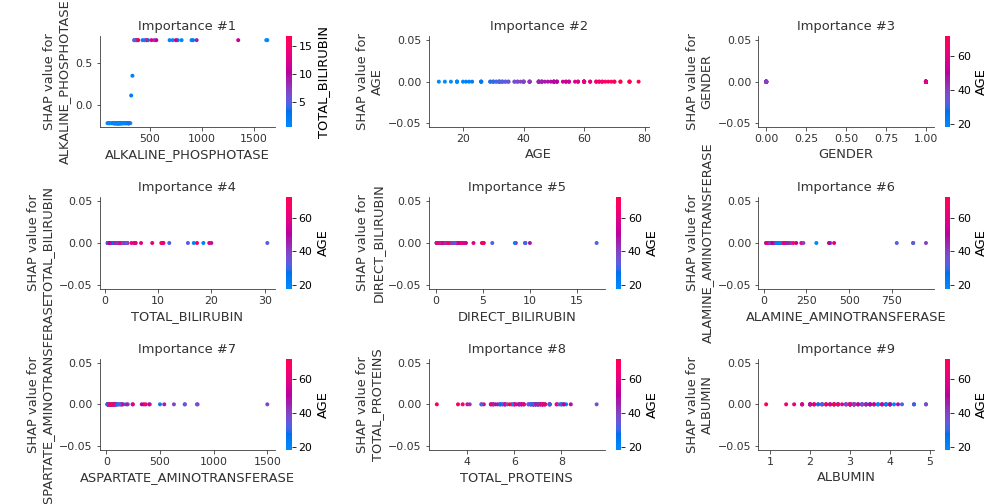 Importance #1
SHAP value for
ALKALINE_PHOSPHOTASE
0.5
0.0
500
1000
1500
ALKALINE_PHOSPHOTASE
15
10
5
TOTAL_BILIRUBIN
Importance #2
SHAP value for
AGE
0.05
0.00
−0.05
20
40
60
80
AGE
Importance #3
SHAP value for
GENDER
0.05
0.00
−0.05
0.00
0.25
0.50
0.75
1.00
GENDER
60
40
20
AGE
Importance #4
SHAP value for
TOTAL_BILIRUBIN
0.05
0.00
−0.05
0
10
20
30
TOTAL_BILIRUBIN
60
40
20
AGE
Importance #5
SHAP value for
DIRECT_BILIRUBIN
0.05
0.00
−0.05
0
5
10
15
DIRECT_BILIRUBIN
60
40
20
AGE
Importance #6
SHAP value for
ALAMINE_AMINOTRANSFERASE
0.05
0.00
−0.05
0
250
500
750
ALAMINE_AMINOTRANSFERASE
60
40
20
AGE
Importance #7
SHAP value for
SPARTATE_AMINOTRANSFERASE
0.05
0.00
−0.05
0
500
1000
1500
ASPARTATE_AMINOTRANSFERASE
60
40
20
AGE
Importance #8
SHAP value for
TOTAL_PROTEINS
0.05
0.00
−0.05
4
6
8
TOTAL_PROTEINS
60
40
20
AGE
Importance #9
SHAP value for
ALBUMIN
0.05
0.00
−0.05
1
2
3
4
5
ALBUMIN
60
40
20
AGE